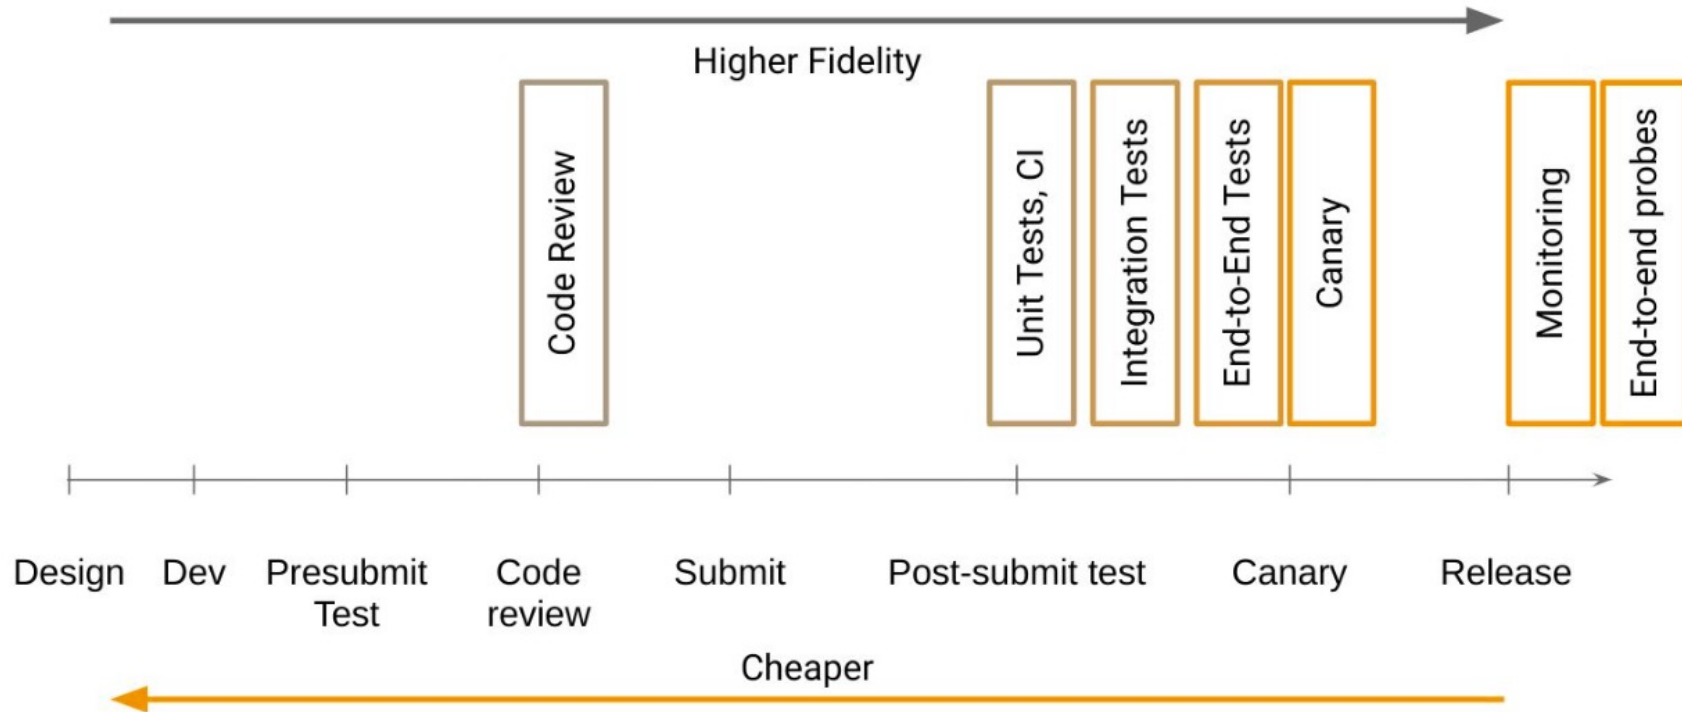 Higher Fidelity
Code Review
Unit Tests, CI
Integration Tests
End-to-End Tests
Canary
Monitoring
End-to-end probes
Design
Dev
Presubmit
Test
Code
review
Submit
Post-submit test
Canary
Release
Cheaper